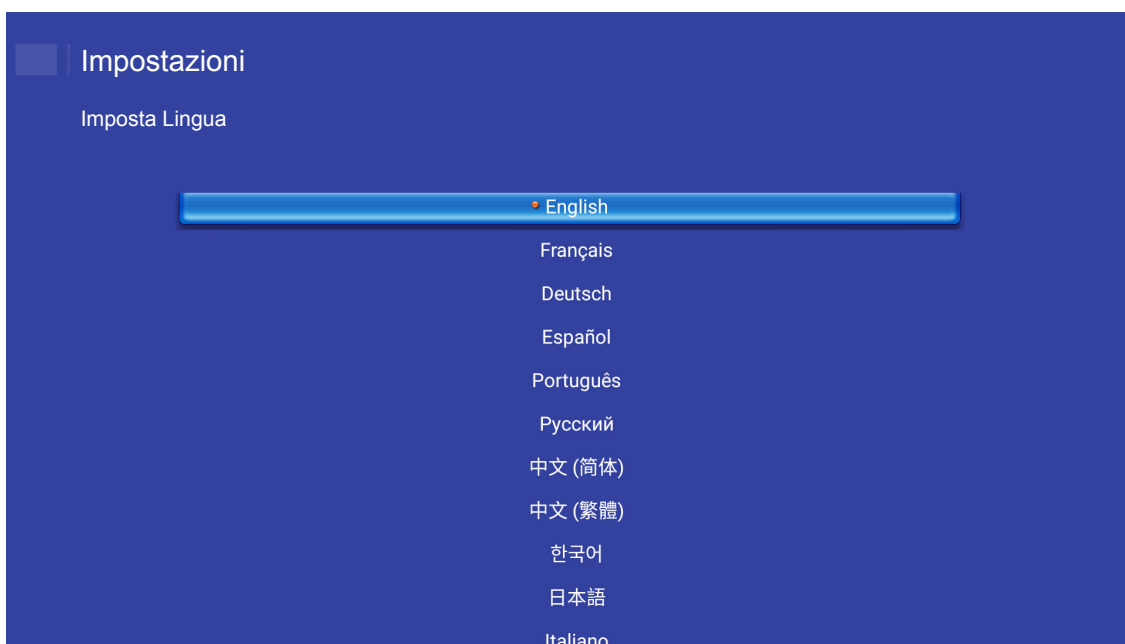 Impostazioni
Imposta Lingua
English
Français
Deutsch
Español
Português
Русский
中文 (简体)
中文 (繁體)
한국어
日本語
Italiano